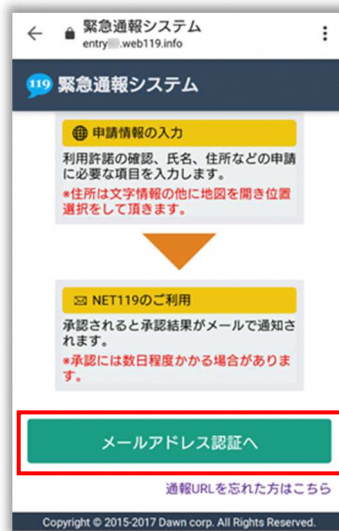 緊急通報システム
entry .web119.info
119 緊急通報システム
申請情報の入力
利用許諾の確認、氏名、住所などの申請
に必要な項目を入力します。
*住所は文字情報の他に地図を開き位置
選択をして頂きます。
NET119のご利用
承認されると承認結果がメールで通知さ
れます。
*承認には数日程度かかる場合がありま
す。
メールアドレス認証へ
通報URLを忘れた方はこちら
Copyright © 2015-2017 Dawn corp. All Rights Reserved.